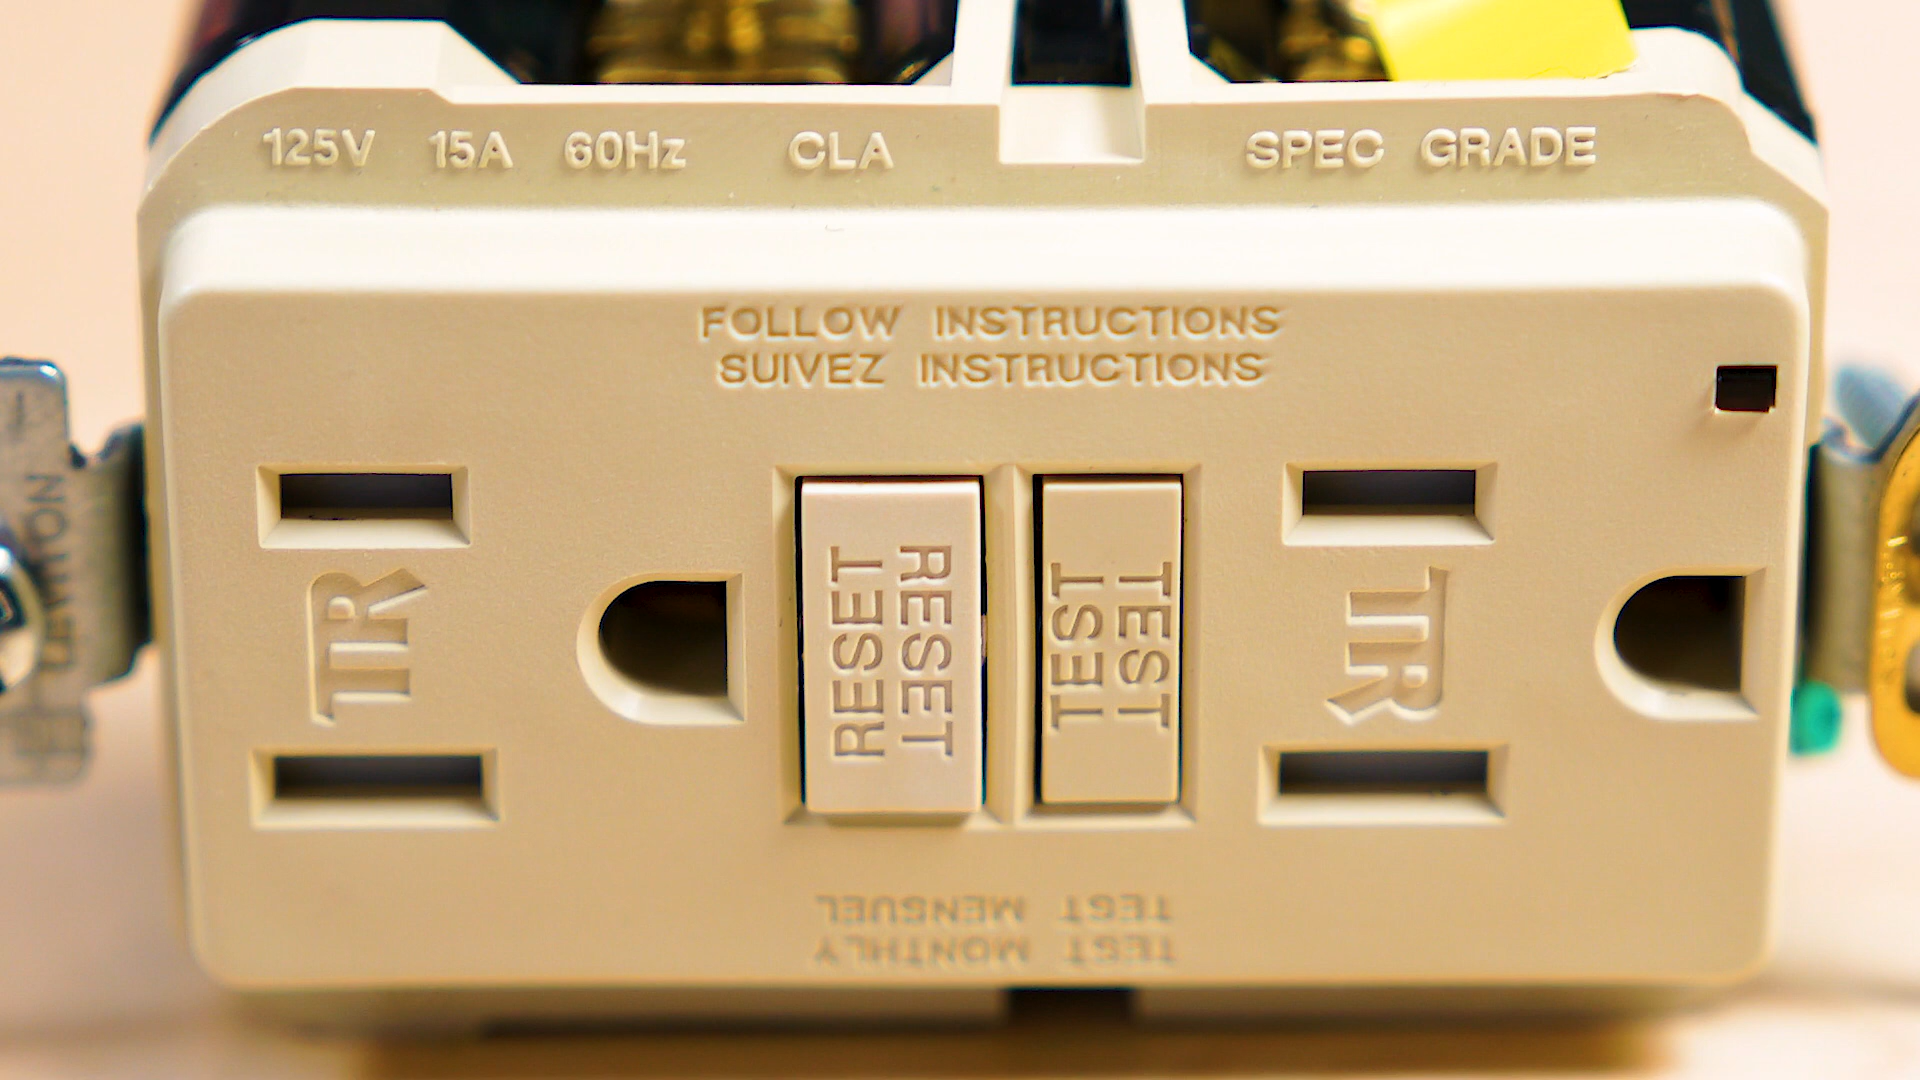 125V 15A 60Hz CLA SPEC GRADE
FOLLOW INSTRUCTIONS
SUIVEZ INSTRUCTIONS
LEVITON
TR
RESET
RESET
TEST
TEST
TR
TEST MONTHLY
TEST MENSUEL